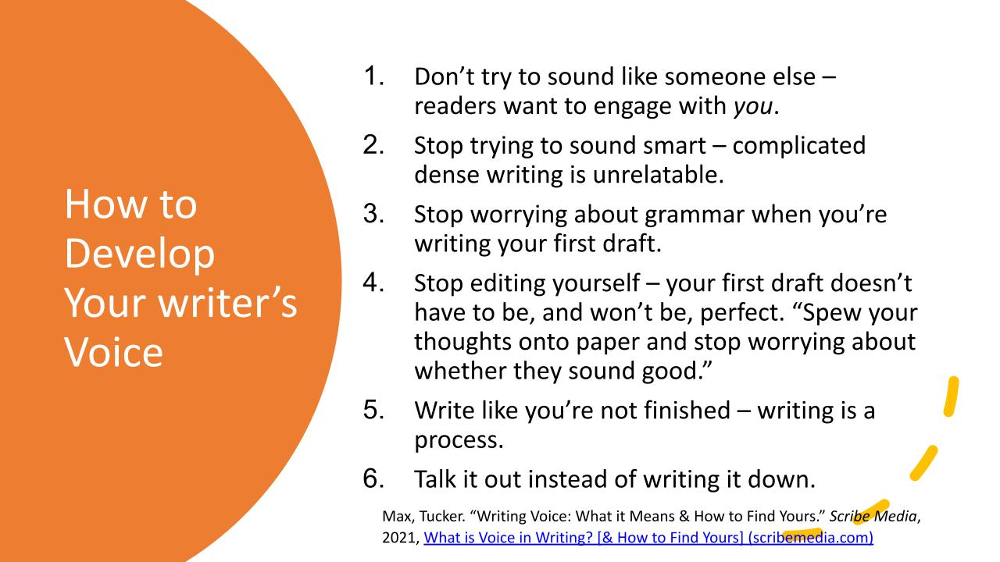 How to
Develop
Your writer’s
Voice
1. Don’t try to sound like someone else –
readers want to engage with you.
2. Stop trying to sound smart – complicated
dense writing is unrelatable.
3. Stop worrying about grammar when you’re
writing your first draft.
4. Stop editing yourself – your first draft doesn’t
have to be, and won’t be, perfect. “Spew your
thoughts onto paper and stop worrying about
whether they sound good.”
5. Write like you’re not finished – writing is a
process.
6. Talk it out instead of writing it down.
Max, Tucker. “Writing Voice: What it Means & How to Find Yours.” Scribe Media,
2021, What is Voice in Writing? [& How to Find Yours] (scribemedia.com)